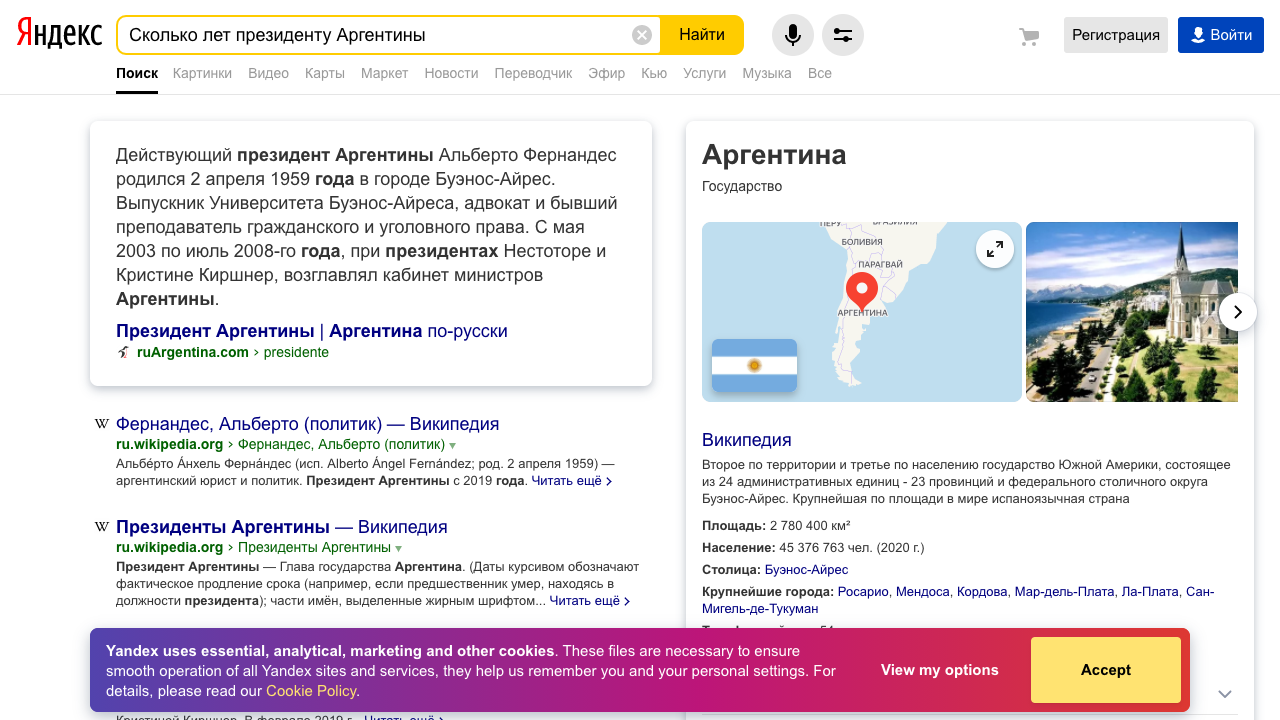 Яндекс
Сколько лет президенту Аргентины
Найти
Регистрация
Войти
Поиск Картинки Видео Карты Маркет Новости Переводчик Эфир Кью Услуги Музыка Все
Действующий президент Аргентины Альберто Фернандес
родился 2 апреля 1959 года в городе Буэнос-Айрес.
Выпускник Университета Буэнос-Айреса, адвокат и бывший
преподаватель гражданского и уголовного права. С мая
2003 по июль 2008-го года, при президентах Несторе и
Кристине Киршнер, возглавлял кабинет министров
Аргентины.
Президент Аргентины | Аргентина по-русски
ruArgentina.com › presidente
Фернандес, Альберто (политик) — Википедия
ru.wikipedia.org › Фернандес, Альберто (политик)
Альбе́рто А́нхель Ферна́ндес (исп. Alberto Ángel Fernández; род. 2 апреля 1959) —
аргентинский юрист и политик. Президент Аргентины с 2019 года. Читать ещё ›
Президенты Аргентины — Википедия
ru.wikipedia.org › Президенты Аргентины
Президент Аргентины — Глава государства Аргентина. (Даты курсивом обозначают
фактическое продление срока (например, если предшественник умер, находясь в
должности президента); части имён, выделенные жирным шрифтом... Читать ещё ›
Аргентина
Государство
ПЕРУ
БРАЗИЛИЯ
БОЛИВИЯ
ПАРАГВАЙ
АРГЕНТИНА
Википедия
Второе по территории и третье по населению государство Южной Америки, состоящее
из 24 административных единиц - 23 провинций и федерального столичного округа
Буэнос-Айрес. Крупнейшая по площади в мире испаноязычная страна
Площадь: 2 780 400 км²
Население: 45 376 763 чел. (2020 г.)
Столица: Буэнос-Айрес
Крупнейшие города: Росарио, Мендоса, Кордова, Мар-дель-Плата, Ла-Плата, Сан-
Мигель-де-Тукуман
Yandex uses essential, analytical, marketing and other cookies. These files are necessary to ensure
smooth operation of all Yandex sites and services, they help us remember you and your personal settings. For
details, please read our Cookie Policy.
View my options
Accept
Кристиной Киршнер. В феврале 2019 г... Читать ещё ›